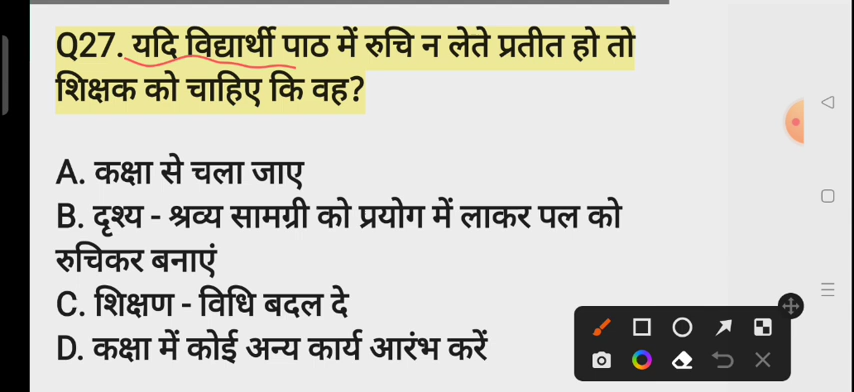 Q27. यदि विद्यार्थी पाठ में रुचि न लेते प्रतीत हो तो
शिक्षक को चाहिए कि वह?
A. कक्षा से चला जाए
B. दृश्य - श्रव्य सामग्री को प्रयोग में लाकर पल को
रुचिकर बनाएं
C. शिक्षण - विधि बदल दे
D. कक्षा में कोई अन्य कार्य आरंभ करें